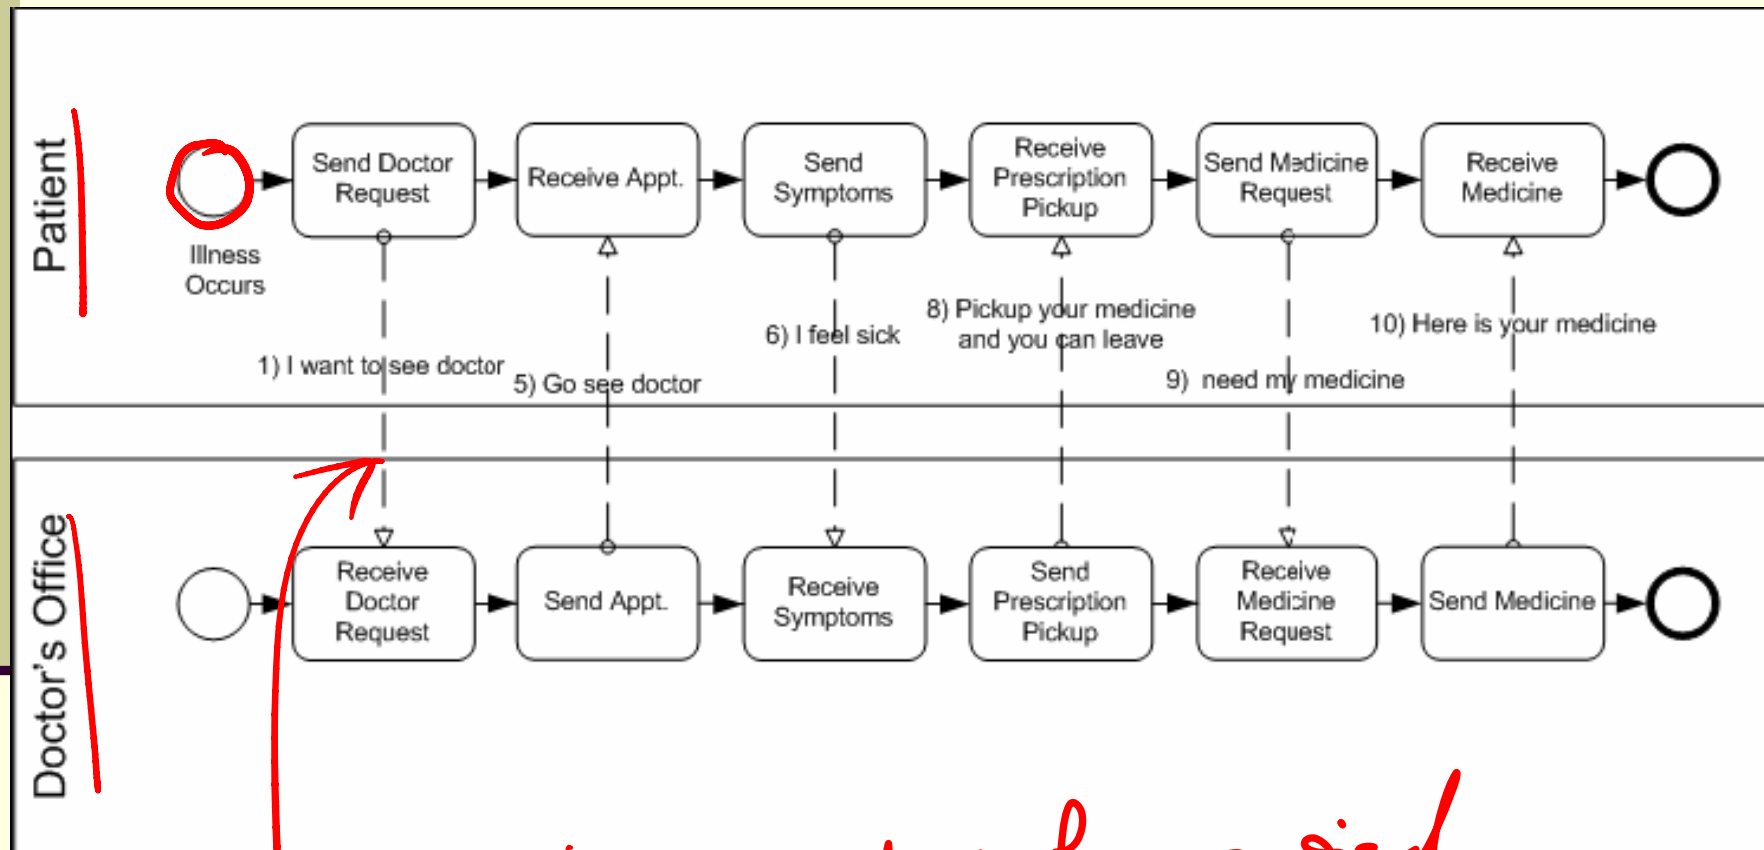 Patient
Illness
Occurs
Send Doctor
Request
Receive Appt.
Send
Symptoms
Receive
Prescription
Pickup
Send Medicine
Request
Receive
Medicine
1) I want to see doctor
5) Go see doctor
6) I feel sick
8) Pickup your medicine
and you can leave
9) need my medicine
10) Here is your medicine
Doctor's Office
Receive
Doctor
Request
Send Appt.
Receive
Symptoms
Send
Prescription
Pickup
Receive
Medicine
Request
Send Medicine